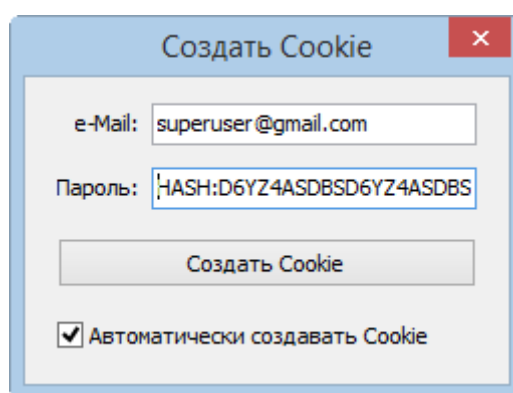 Создать Cookie
e-Mail: superuser@gmail.com
Пароль: HASH:D6YZ4ASDBSD6YZ4ASDBS
Создать Cookie
Автоматически создавать Cookie